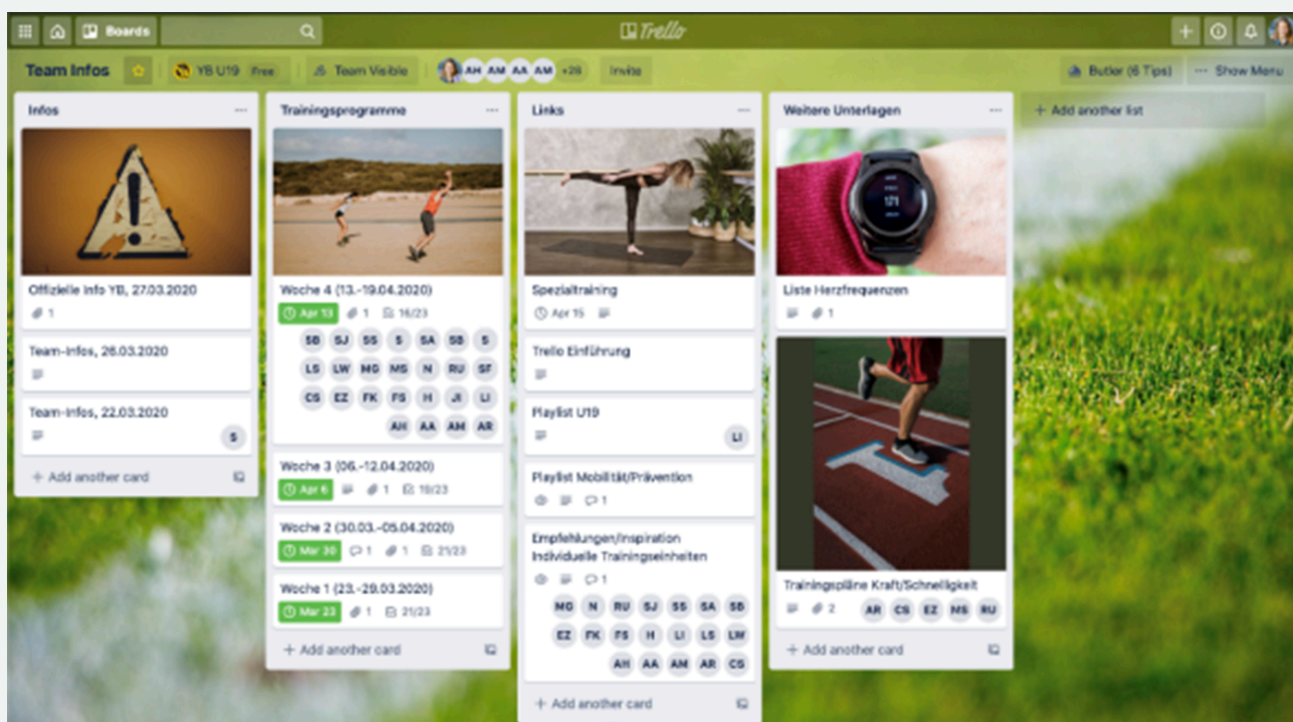 Boards
Trello
Team Infos
YB U19 Free
Team Visible
AH AM AA AM +28
Invite
Butler (6 Tips)
... Show Menu
Infos
Offizielle Info YB, 27.03.2020
1
Team-Infos, 26.03.2020
Team-Infos, 22.03.2020
S
+ Add another card
Trainingsprogramme
Woche 4 (13.-19.04.2020)
Apr 13 1 16/23
SB SJ SS S SA SB S
LS LW MG MS N RU SF
CS EZ FK FS H JI LI
AH AA AM AR
Woche 3 (06.-12.04.2020)
Apr 6 1 19/23
Woche 2 (30.03.-05.04.2020)
Mar 30 1 1 21/23
Woche 1 (23.-29.03.2020)
Mar 23 1 21/23
+ Add another card
Links
Spezialtraining
Apr 15
Trello Einführung
Playlist U19
LI
Playlist Mobilität/Prävention
1
Empfehlungen/Inspiration
Individuelle Trainingseinheiten
1
MG N RU SJ SS SA SB
EZ FK FS H LI LS LW
AH AA AM AR CS
+ Add another card
Weitere Unterlagen
171
Liste Herzfrequenzen
1
Trainingspläne Kraft/Schnelligkeit
2 AR CS EZ MS RU
+ Add another card
+ Add another list